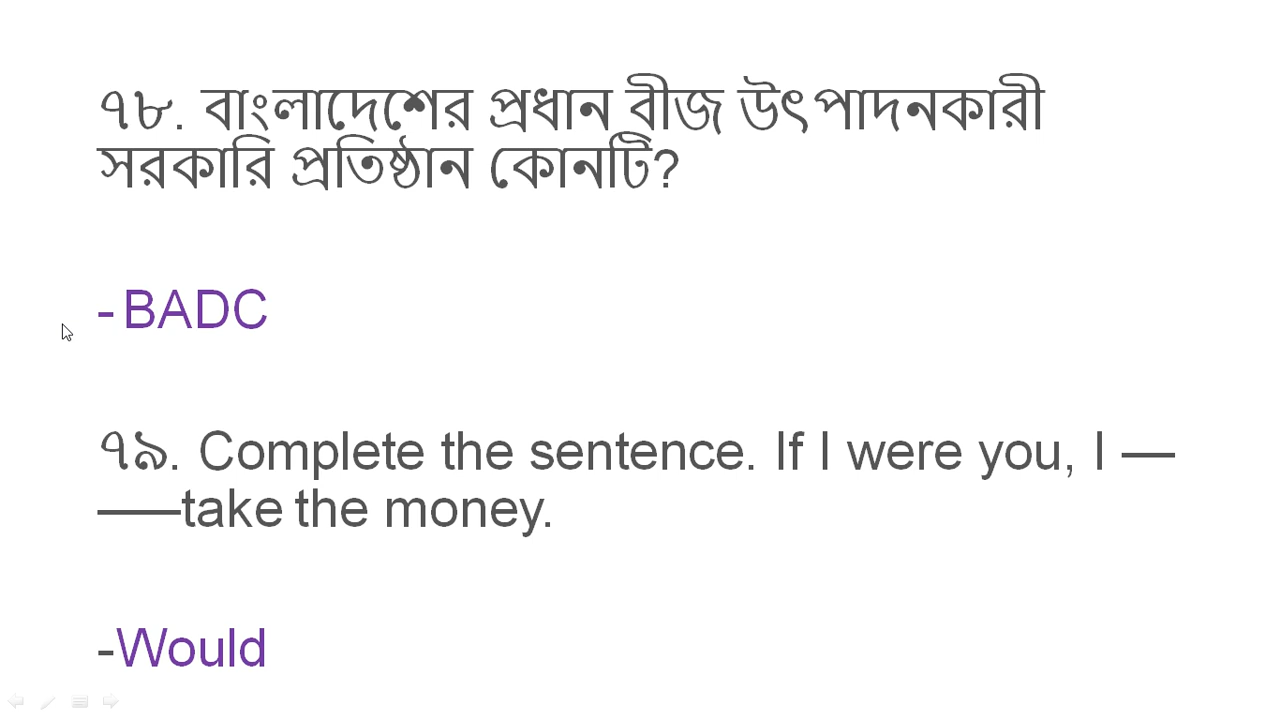 ৭৮. বাংলাদেশের প্রধান বীজ উৎপাদনকারী
সরকারি প্রতিষ্ঠান কোনটি?
- BADC
৭৯. Complete the sentence. If I were you, I —
——take the money.
-Would